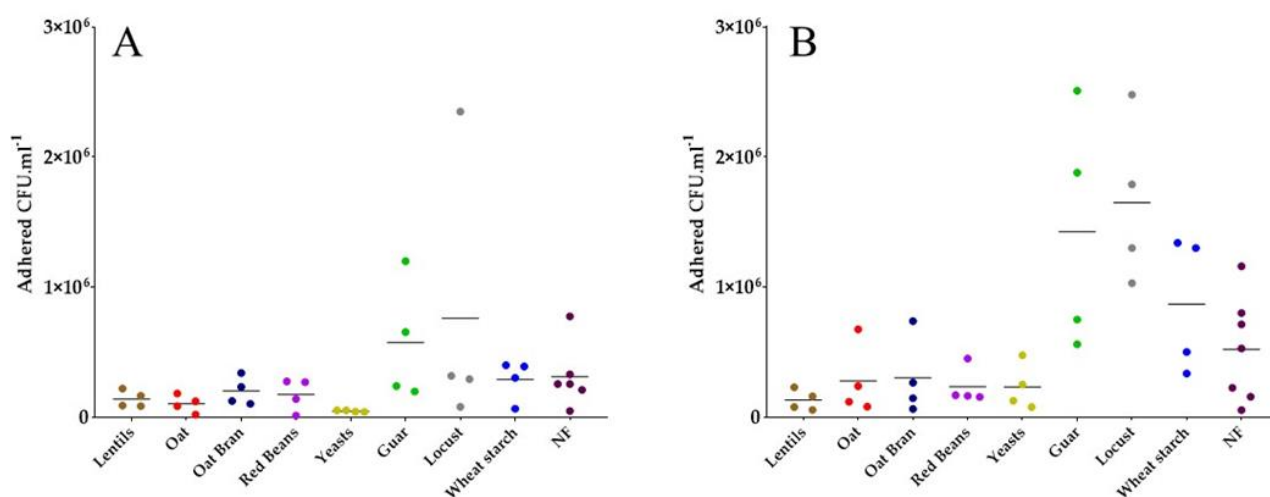 A
Adhered CFU.ml⁻¹
3×10⁶
2×10⁶
1×10⁶
0
Lentils
Oat
Oat Bran
Red Beans
Yeasts
Guar
Locust
Wheat starch
NF
B
Adhered CFU.ml⁻¹
3×10⁶
2×10⁶
1×10⁶
0
Lentils
Oat
Oat Bran
Red Beans
Yeasts
Guar
Locust
Wheat starch
NF